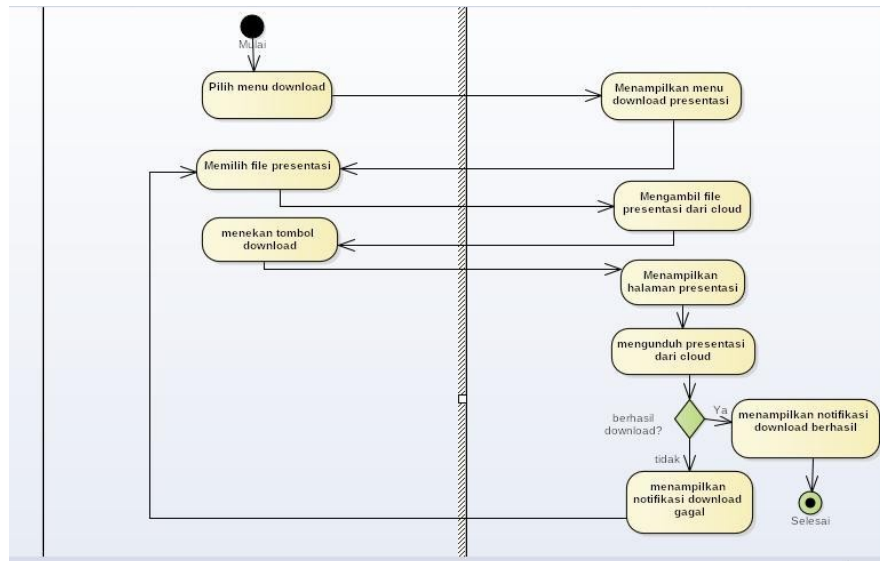 Mulai
Pilih menu download
Menampilkan menu
download presentasi
Memilih file presentasi
Mengambil file
presentasi dari cloud
menekan tombol
download
Menampilkan
halaman presentasi
mengunduh presentasi
dari cloud
berhasil
download?
Ya
menampilkan notifikasi
download berhasil
tidak
menampilkan
notifikasi download
gagal
Selesai